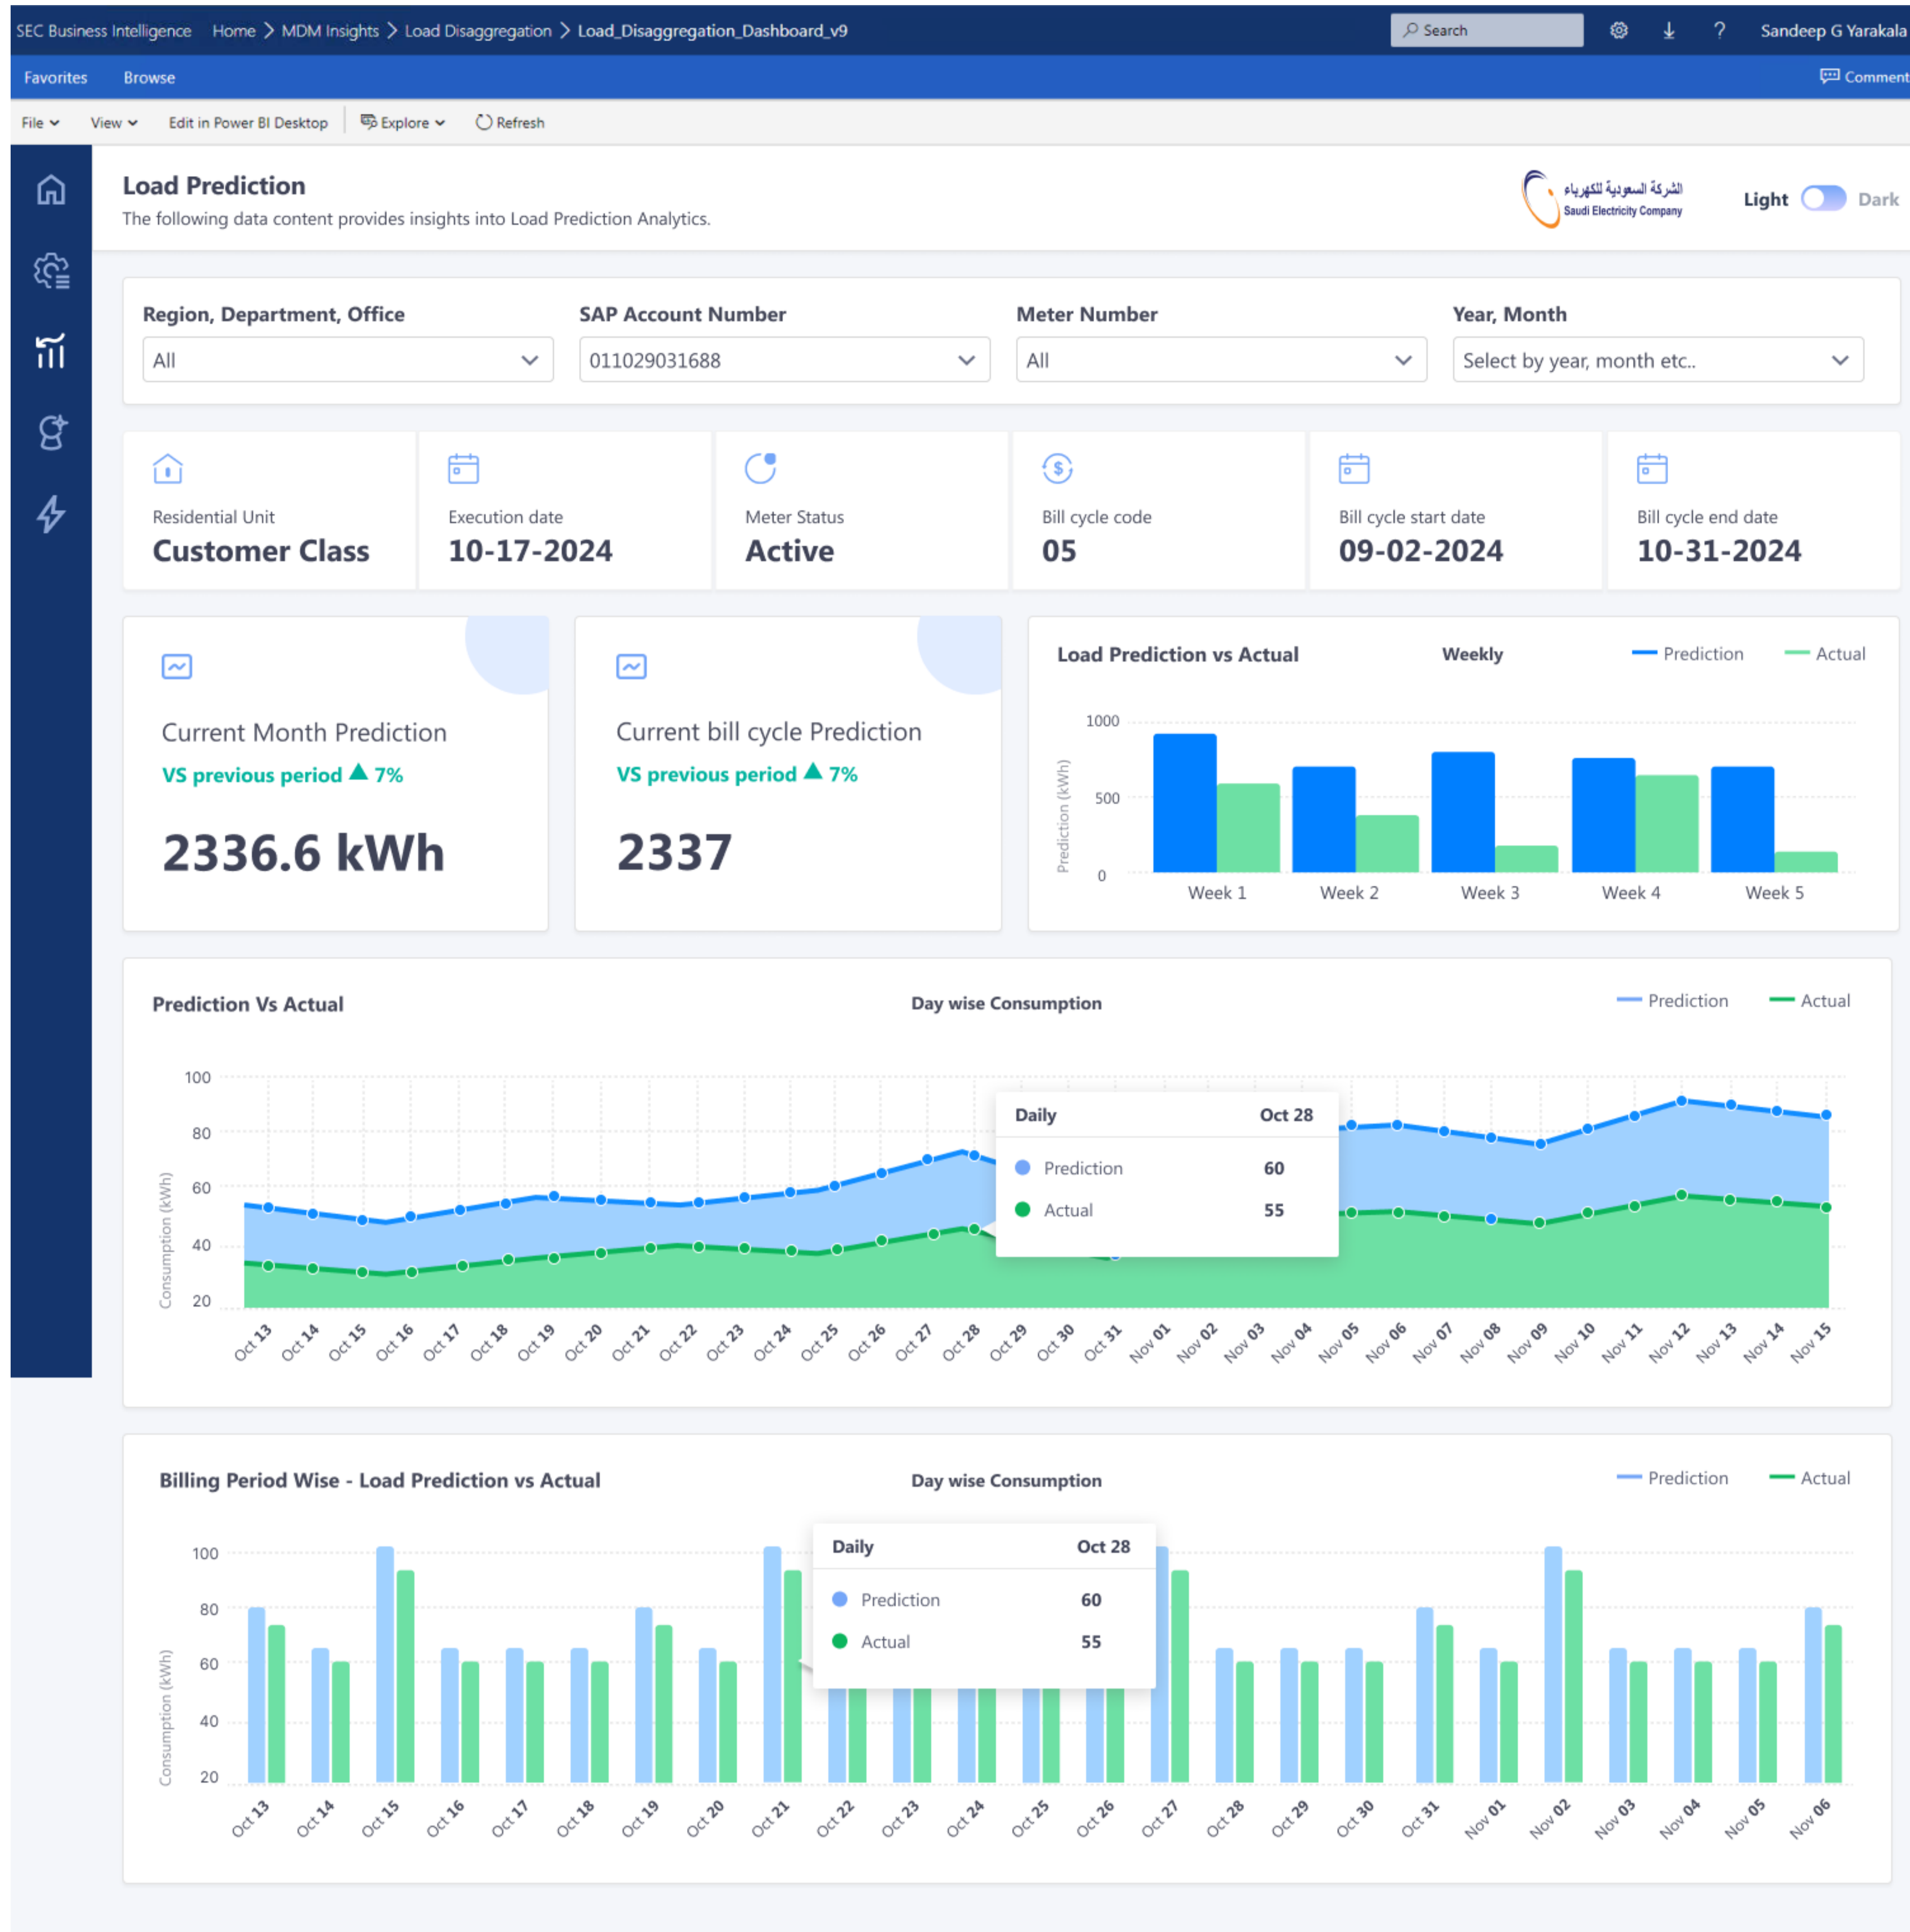 SEC Business Intelligence Home > MDM Insights > Load Disaggregation > Load_Disaggregation_Dashboard_v9 Search ? Sandeep G Yarakala
Favorites Browse Comment
File View Edit in Power BI Desktop Explore Refresh
Load Prediction
The following data content provides insights into Load Prediction Analytics.
الشركة السعودية للكهرباء
Saudi Electricity Company
Light Dark
Region, Department, Office SAP Account Number Meter Number Year, Month
All 011029031688 All Select by year, month etc..
Residential Unit Execution date Meter Status Bill cycle code Bill cycle start date Bill cycle end date
Customer Class 10-17-2024 Active 05 09-02-2024 10-31-2024
Current Month Prediction
VS previous period ▲ 7%
2336.6 kWh
Current bill cycle Prediction
VS previous period ▲ 7%
2337
Load Prediction vs Actual Weekly Prediction Actual
Prediction (kWh)
1000
500
0
Week 1 Week 2 Week 3 Week 4 Week 5
Prediction Vs Actual Day wise Consumption Prediction Actual
Consumption (kWh)
100
80
60
40
20
Daily Oct 28
Prediction 60
Actual 55
Oct 13 Oct 14 Oct 15 Oct 16 Oct 17 Oct 18 Oct 19 Oct 20 Oct 21 Oct 22 Oct 23 Oct 24 Oct 25 Oct 26 Oct 27 Oct 28 Oct 29 Oct 30 Oct 31 Nov 01 Nov 02 Nov 03 Nov 04 Nov 05 Nov 06 Nov 07 Nov 08 Nov 09 Nov 10 Nov 11 Nov 12 Nov 13 Nov 14 Nov 15
Billing Period Wise - Load Prediction vs Actual Day wise Consumption Prediction Actual
Consumption (kWh)
100
80
60
40
20
Daily Oct 28
Prediction 60
Actual 55
Oct 13 Oct 14 Oct 15 Oct 16 Oct 17 Oct 18 Oct 19 Oct 20 Oct 21 Oct 22 Oct 23 Oct 24 Oct 25 Oct 26 Oct 27 Oct 28 Oct 29 Oct 30 Oct 31 Nov 01 Nov 02 Nov 03 Nov 04 Nov 05 Nov 06